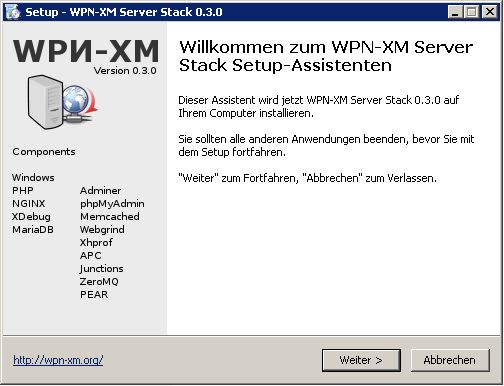 Setup - WPN-XM Server Stack 0.3.0
WPИ-XM
Version 0.3.0
Components
Windows
PHP Adminer
NGINX phpMyAdmin
XDebug Memcached
MariaDB Webgrind
Xhprof
APC
Junctions
ZeroMQ
PEAR
Willkommen zum WPN-XM Server
Stack Setup-Assistenten
Dieser Assistent wird jetzt WPN-XM Server Stack 0.3.0 auf
Ihrem Computer installieren.
Sie sollten alle anderen Anwendungen beenden, bevor Sie mit
dem Setup fortfahren.
"Weiter" zum Fortfahren, "Abbrechen" zum Verlassen.
http://wpn-xm.org/
Weiter >
Abbrechen